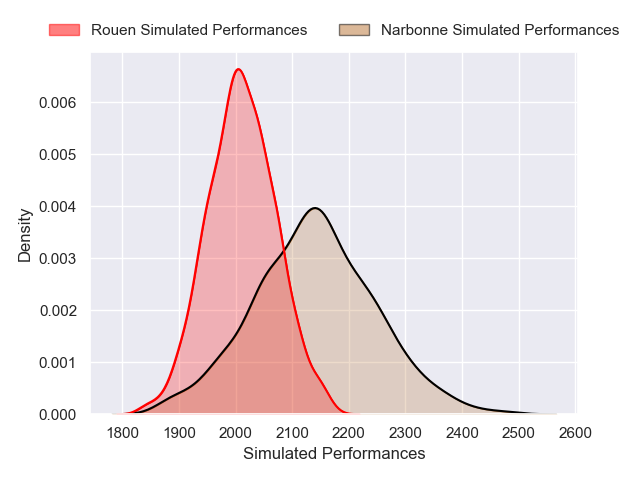 Rouen Simulated Performances
Narbonne Simulated Performances
0.006
0.005
0.004
0.003
0.002
0.001
0.000
Density
1800 1900 2000 2100 2200 2300 2400 2500 2600
Simulated Performances